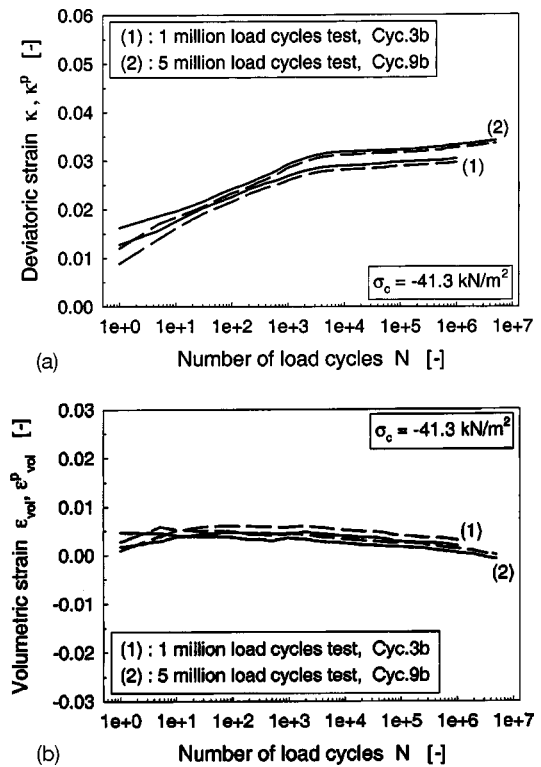 (a)
0.06
0.05
0.04
0.03
0.02
0.01
0.00
Deviatoric strain κ, κᵖ [-]
(1) : 1 million load cycles test, Cyc.3b
(2) : 5 million load cycles test, Cyc.9b
(2)
(1)
σc = -41.3 kN/m²
1e+0 1e+1 1e+2 1e+3 1e+4 1e+5 1e+6 1e+7
Number of load cycles N [-]
(b)
0.03
0.02
0.01
0.00
-0.01
-0.02
-0.03
Volumetric strain εvol, εᵖvol [-]
σc = -41.3 kN/m²
(1)
(2)
(1) : 1 million load cycles test, Cyc.3b
(2) : 5 million load cycles test, Cyc.9b
1e+0 1e+1 1e+2 1e+3 1e+4 1e+5 1e+6 1e+7
Number of load cycles N [-]